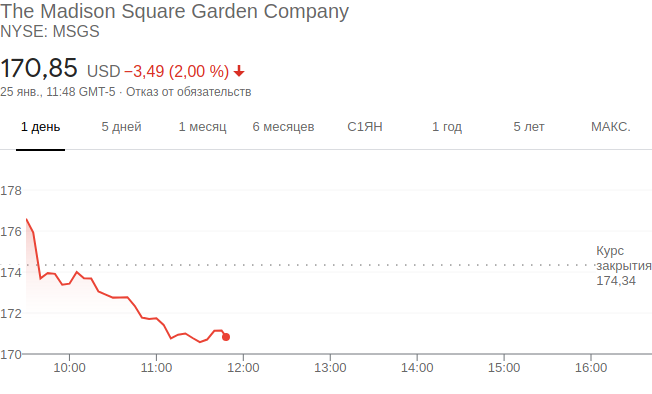 The Madison Square Garden Company
NYSE: MSGS
170,85 USD −3,49 (2,00 %)
25 янв., 11:48 GMT-5 · Отказ от обязательств
1 день 5 дней 1 месяц 6 месяцев С1ЯН 1 год 5 лет МАКС.
178
176
Курс
закрытия
174,34
174
172
170
10:00 11:00 12:00 13:00 14:00 15:00 16:00